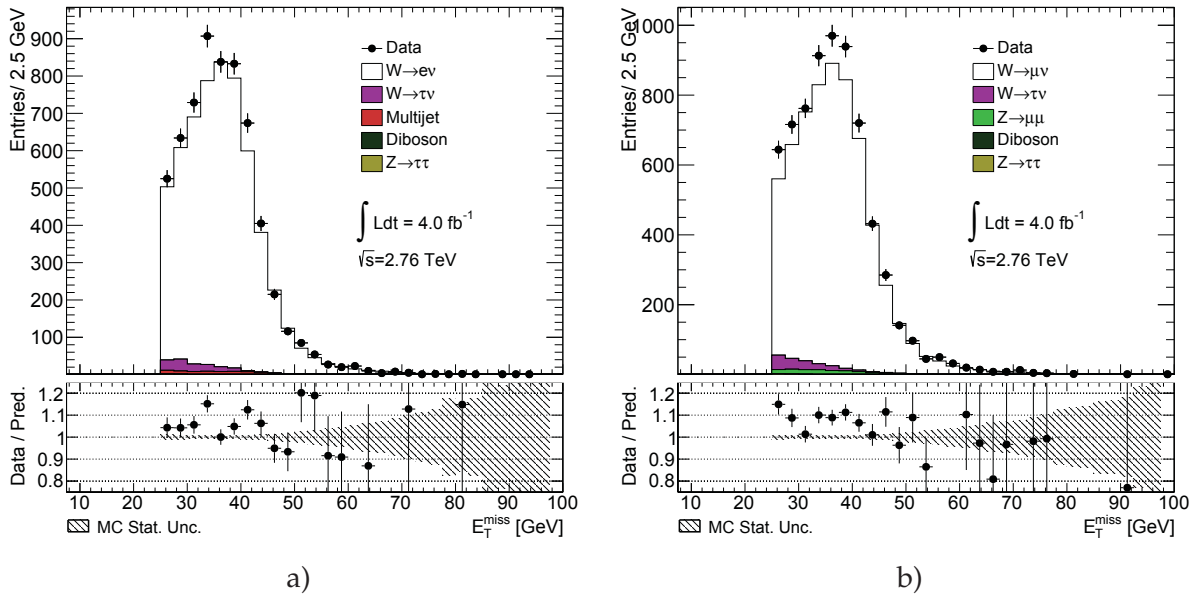 Entries/ 2.5 GeV
900
800
700
600
500
400
300
200
100
Data
W→eν
W→τν
Multijet
Diboson
Z→ττ
∫ Ldt = 4.0 fb⁻¹
√s=2.76 TeV
Data / Pred.
1.2
1.1
1
0.9
0.8
10 20 30 40 50 60 70 80 90 100
MC Stat. Unc.
E_T^miss [GeV]
a)
Entries/ 2.5 GeV
1000
800
600
400
200
Data
W→μν
W→τν
Z→μμ
Diboson
Z→ττ
∫ Ldt = 4.0 fb⁻¹
√s=2.76 TeV
Data / Pred.
1.2
1.1
1
0.9
0.8
10 20 30 40 50 60 70 80 90 100
MC Stat. Unc.
E_T^miss [GeV]
b)